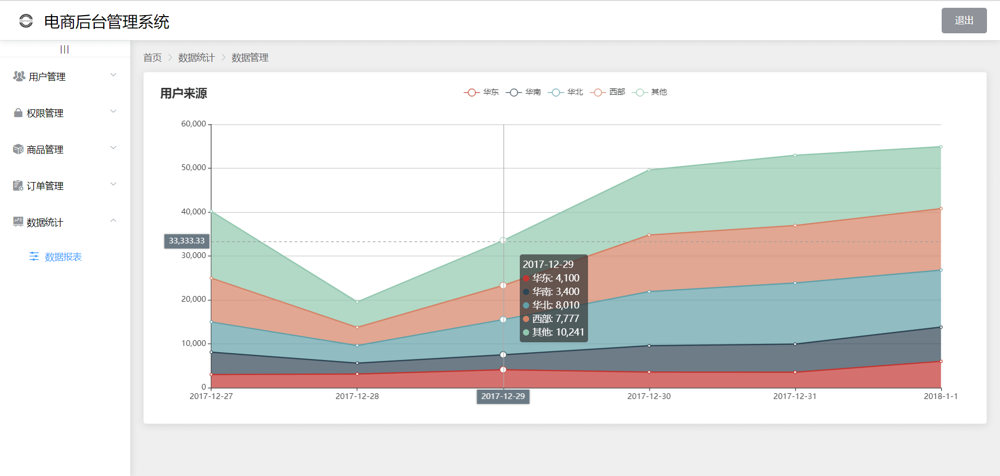 电商后台管理系统
退出
|||
用户管理
权限管理
商品管理
订单管理
数据统计
数据报表
首页 > 数据统计 > 数据管理
用户来源
华东 华南 华北 西部 其他
60,000
50,000
40,000
33,333.33
30,000
20,000
10,000
0
2017-12-29
华东: 4,100
华南: 3,400
华北: 8,010
西部: 7,777
其他: 10,241
2017-12-27 2017-12-28 2017-12-29 2017-12-30 2017-12-31 2018-1-1